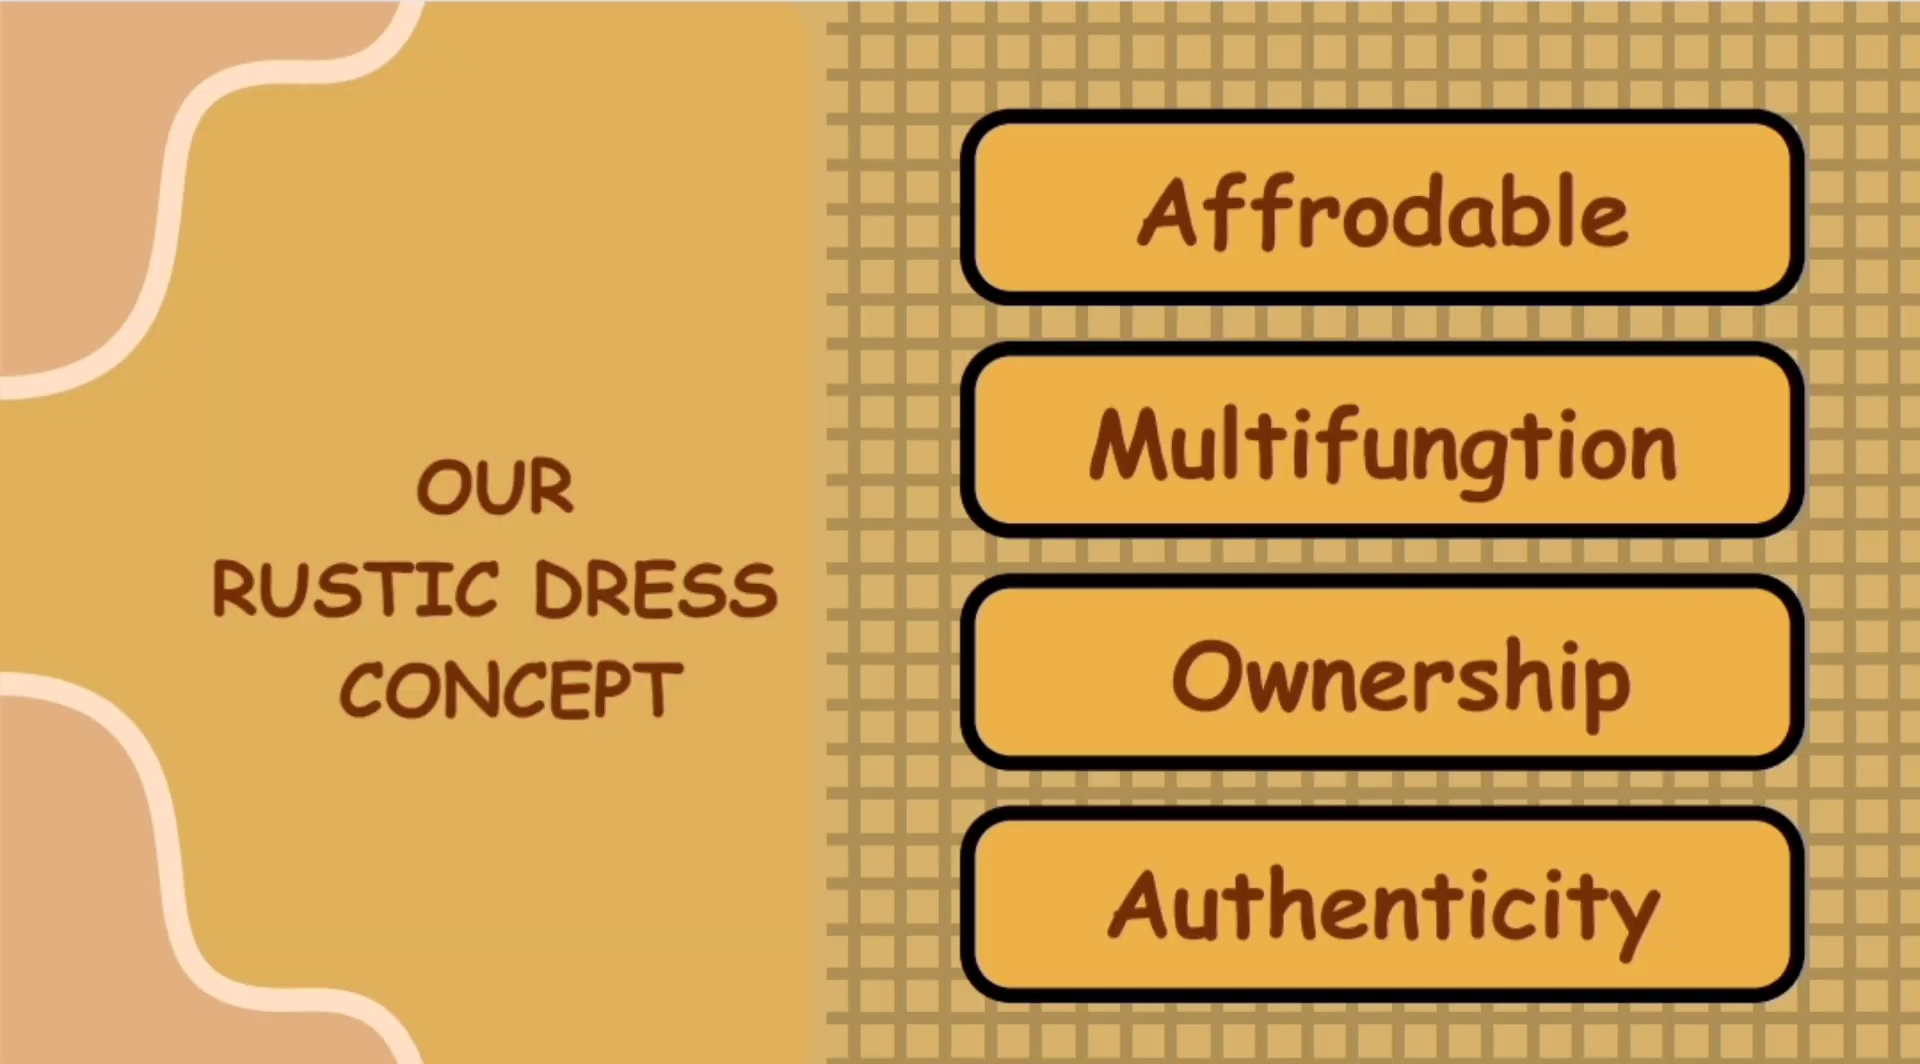 OUR
RUSTIC DRESS
CONCEPT
Affrodable
Multifungtion
Ownership
Authenticity